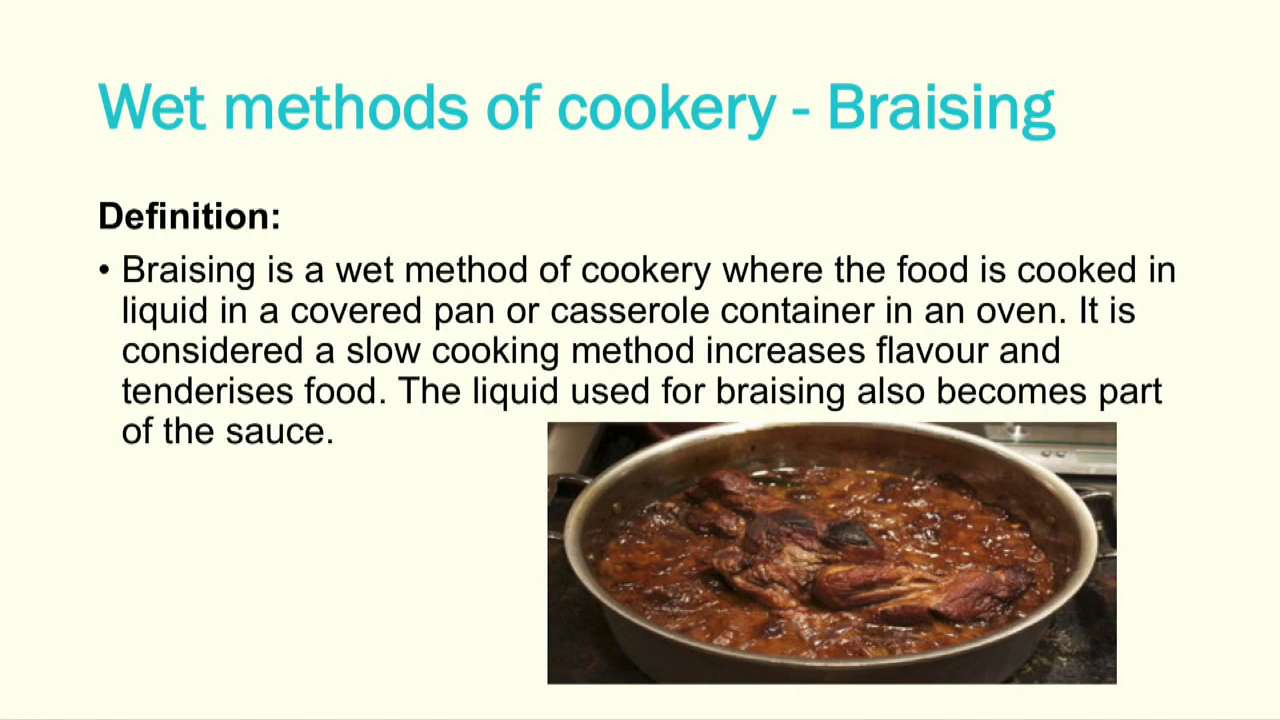 Wet methods of cookery - Braising
Definition:
• Braising is a wet method of cookery where the food is cooked in
liquid in a covered pan or casserole container in an oven. It is
considered a slow cooking method increases flavour and
tenderises food. The liquid used for braising also becomes part
of the sauce.